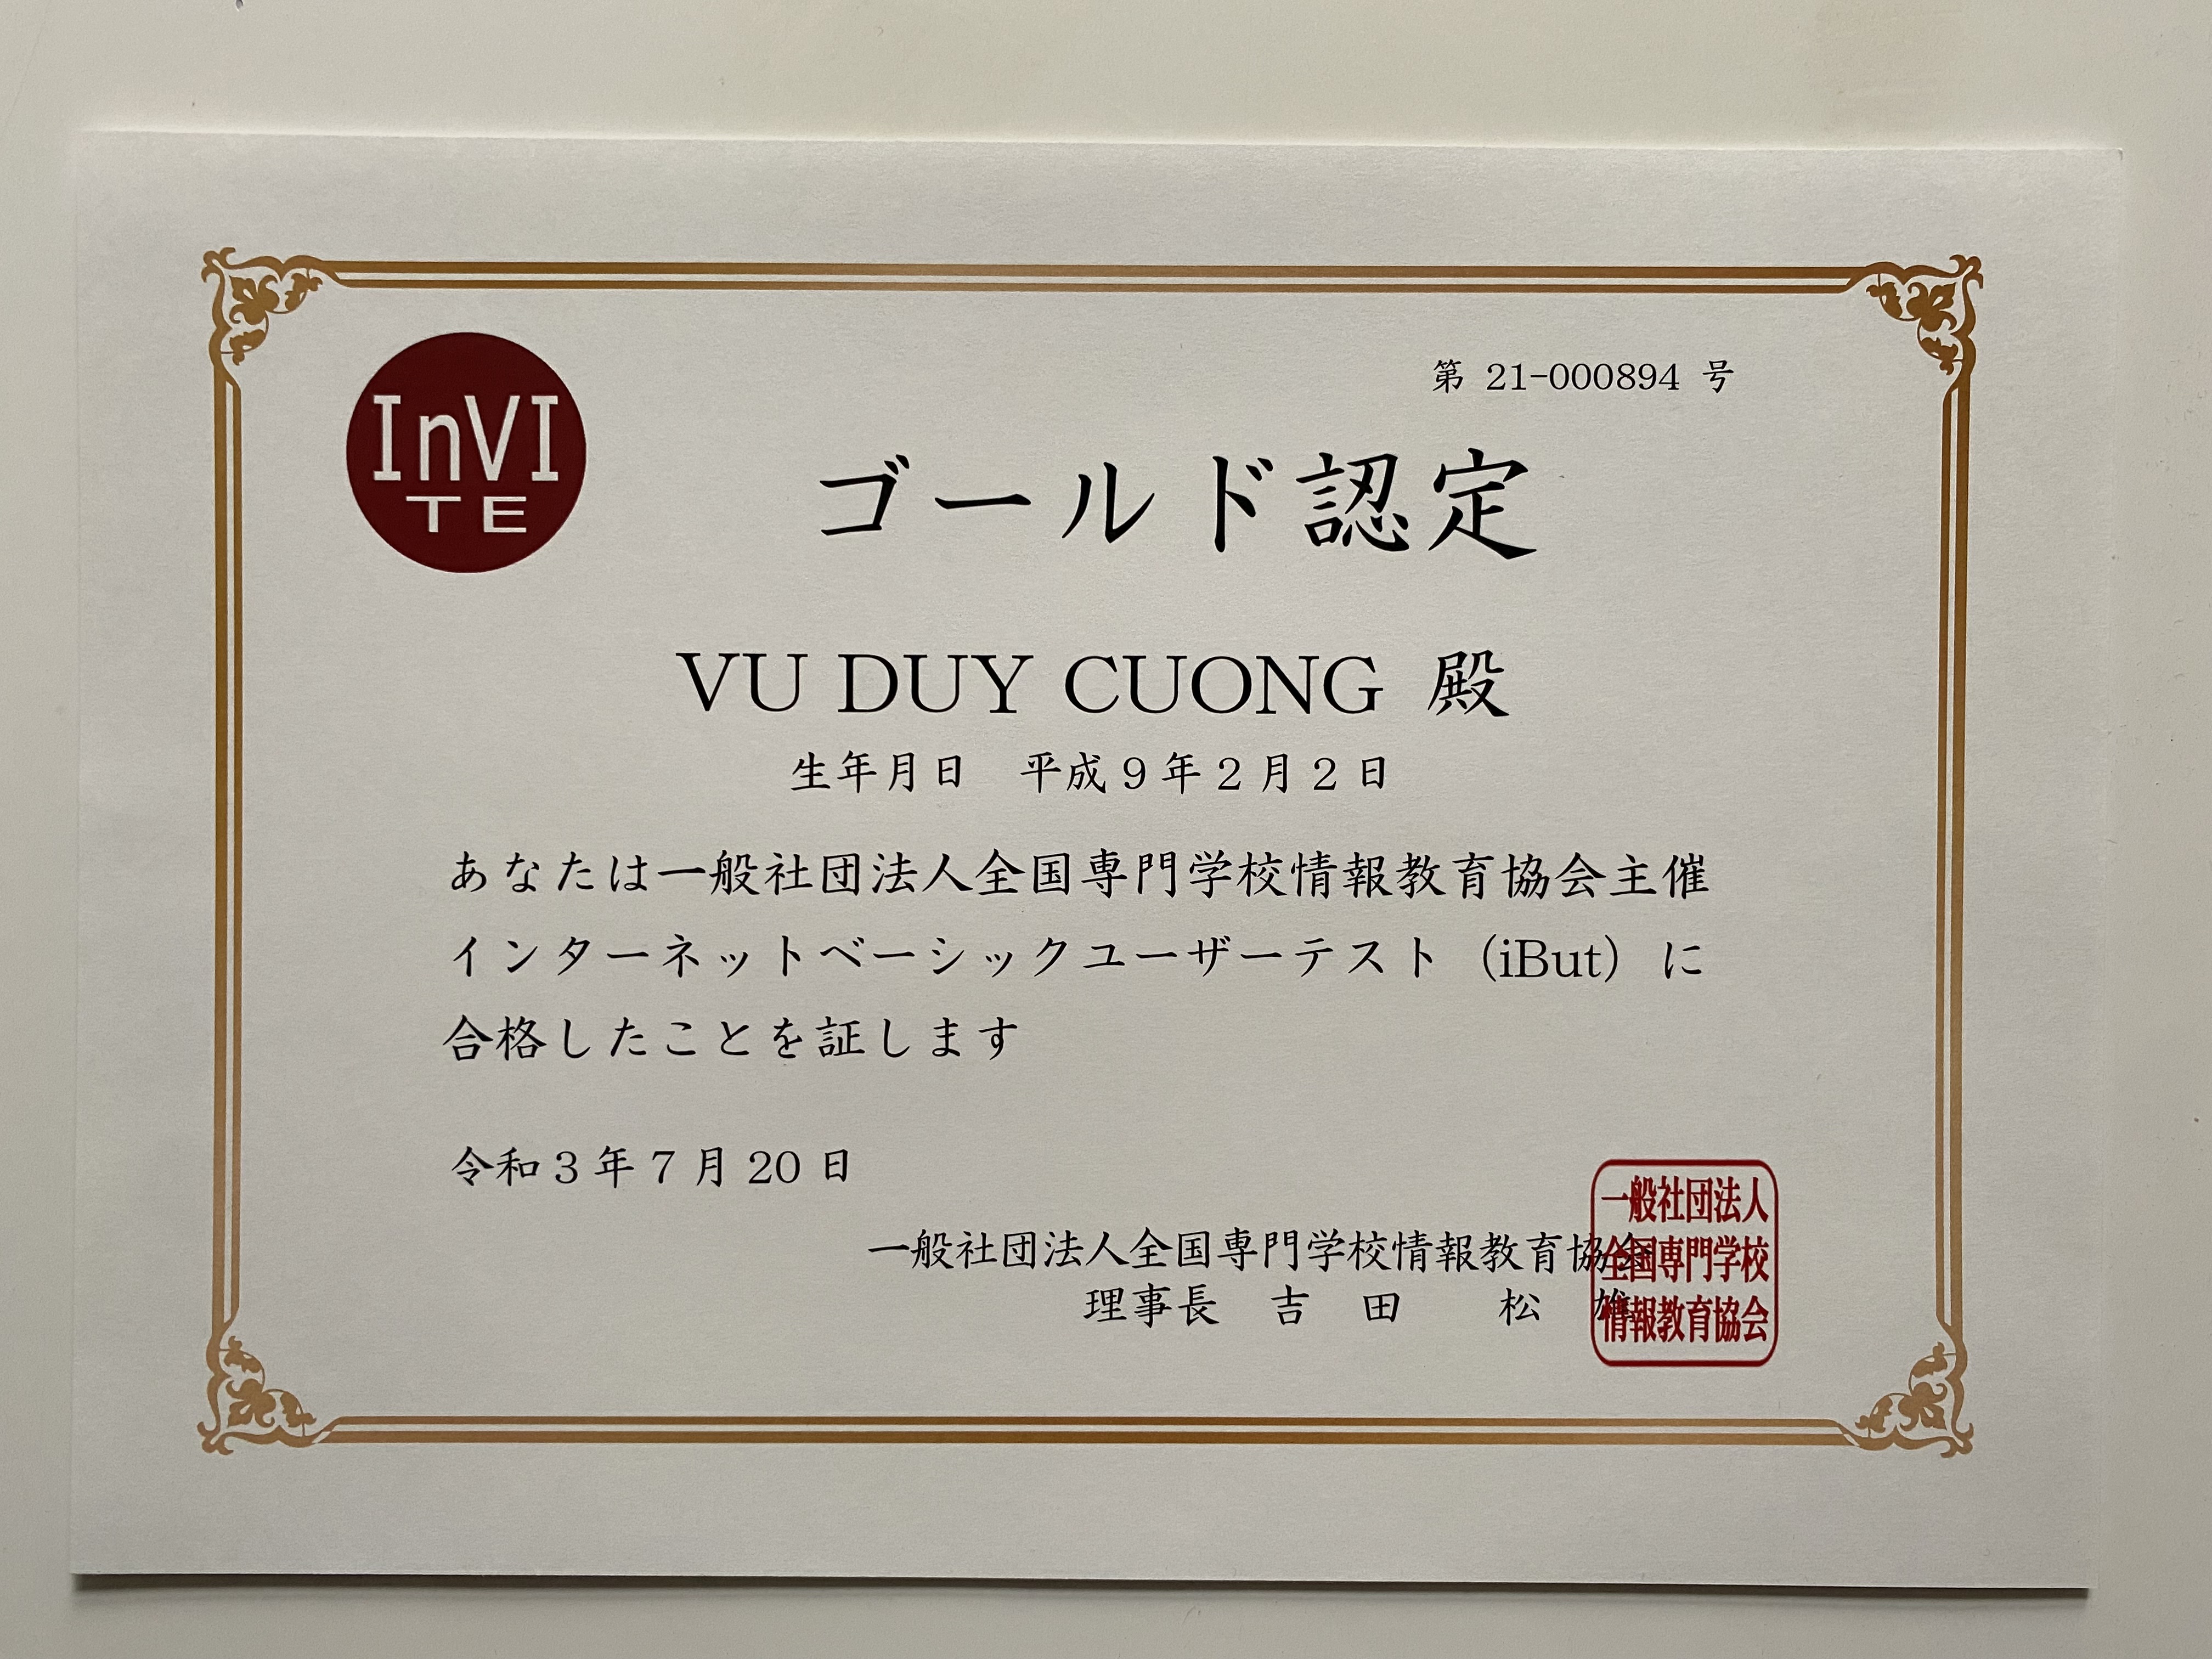 InVI
TE
第 21-000894 号
ゴールド認定
VU DUY CUONG 殿
生年月日　平成9年2月2日
あなたは一般社団法人全国専門学校情報教育協会主催
インターネットベーシックユーザーテスト（iBut）に
合格したことを証します
令和3年7月20日
一般社団法人全国専門学校情報教育協会
理事長　吉　田　　松　雄
一般社団法人
全国専門学校
情報教育協会